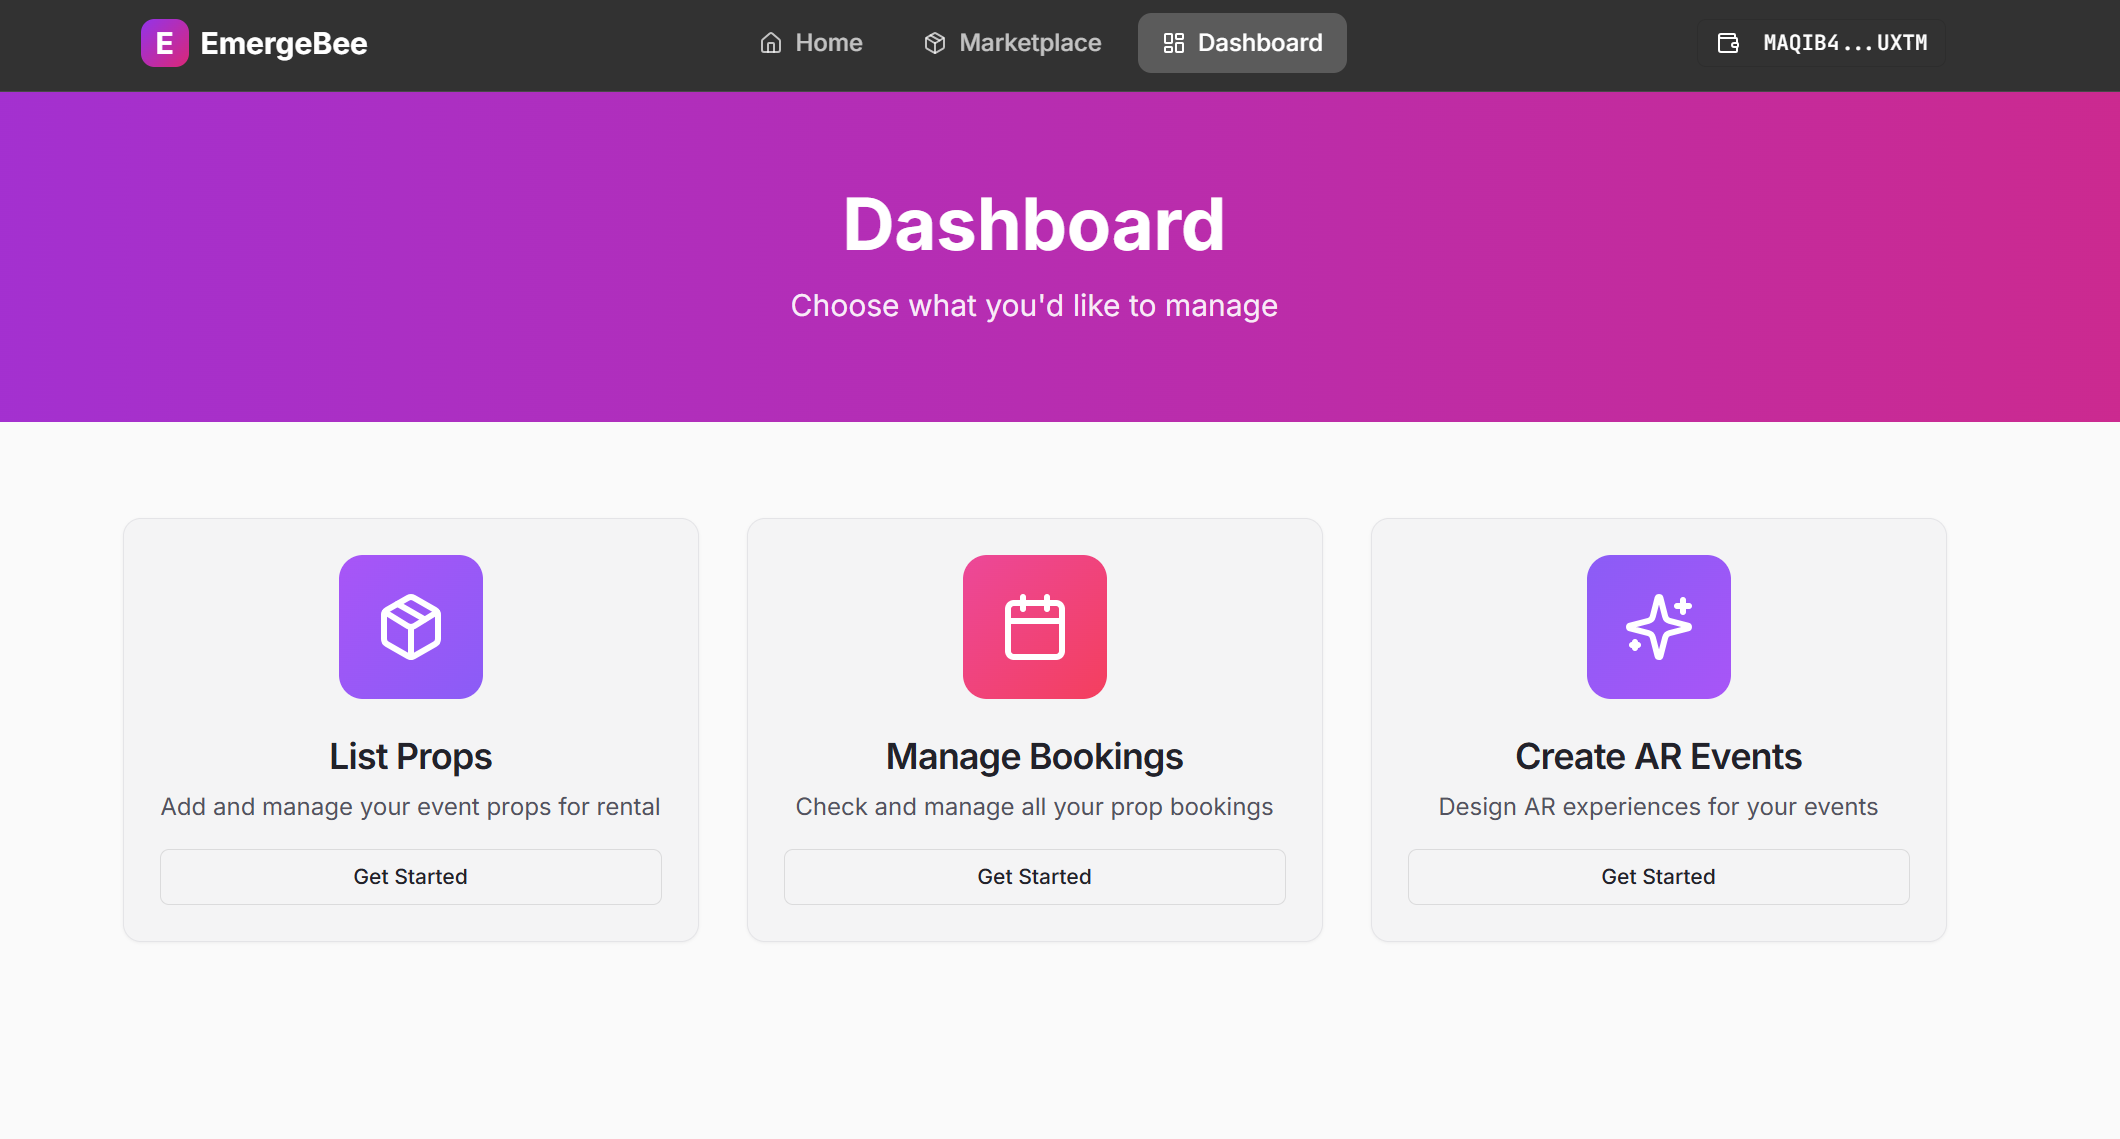 E EmergeBee
Home
Marketplace
Dashboard
MAQIB4...UXTM
Dashboard
Choose what you'd like to manage
List Props
Add and manage your event props for rental
Get Started
Manage Bookings
Check and manage all your prop bookings
Get Started
Create AR Events
Design AR experiences for your events
Get Started